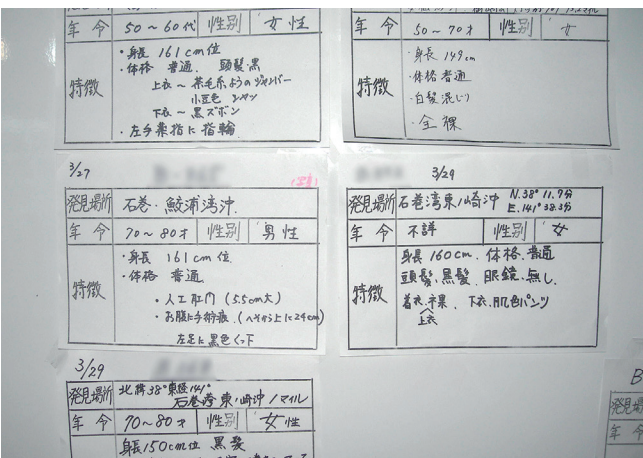 年令 50～60代 性別 女性
特徴
・身長 161cm位
・体格 普通. 頭髪・黒
上衣～茶毛糸ようのジャンパー
小豆色 シャツ
下衣～黒ズボン
・左手薬指に指輪
年令 50～70才 性別 女
特徴
・身長 149cm
・体格普通
・白髪混じり
・全裸
3/27
発見場所 石巻・鮫浦湾沖.
年令 70～80才 性別 男性
特徴
・身長 161cm位
・体格 普通.
・人工肛門 (5.5cm大)
・お腹に手術痕.(へそから上に24cm)
左足に黒色くつ下
3/29
発見場所 石巻湾東ノ崎沖 N.38°11.9分
E.141°38.3分
年令 不詳 性別 女
特徴
身長 160cm. 体格.普通
頭髪.黒髪. 眼鏡.無し.
着衣. 下衣.肌色パンツ
上衣
3/29
発見場所 北緯38°東経141°
石巻湾東ノ崎沖1マイル
年令 70～80才 性別 女性
身長150cm位 黒髪
B
発見場
年令